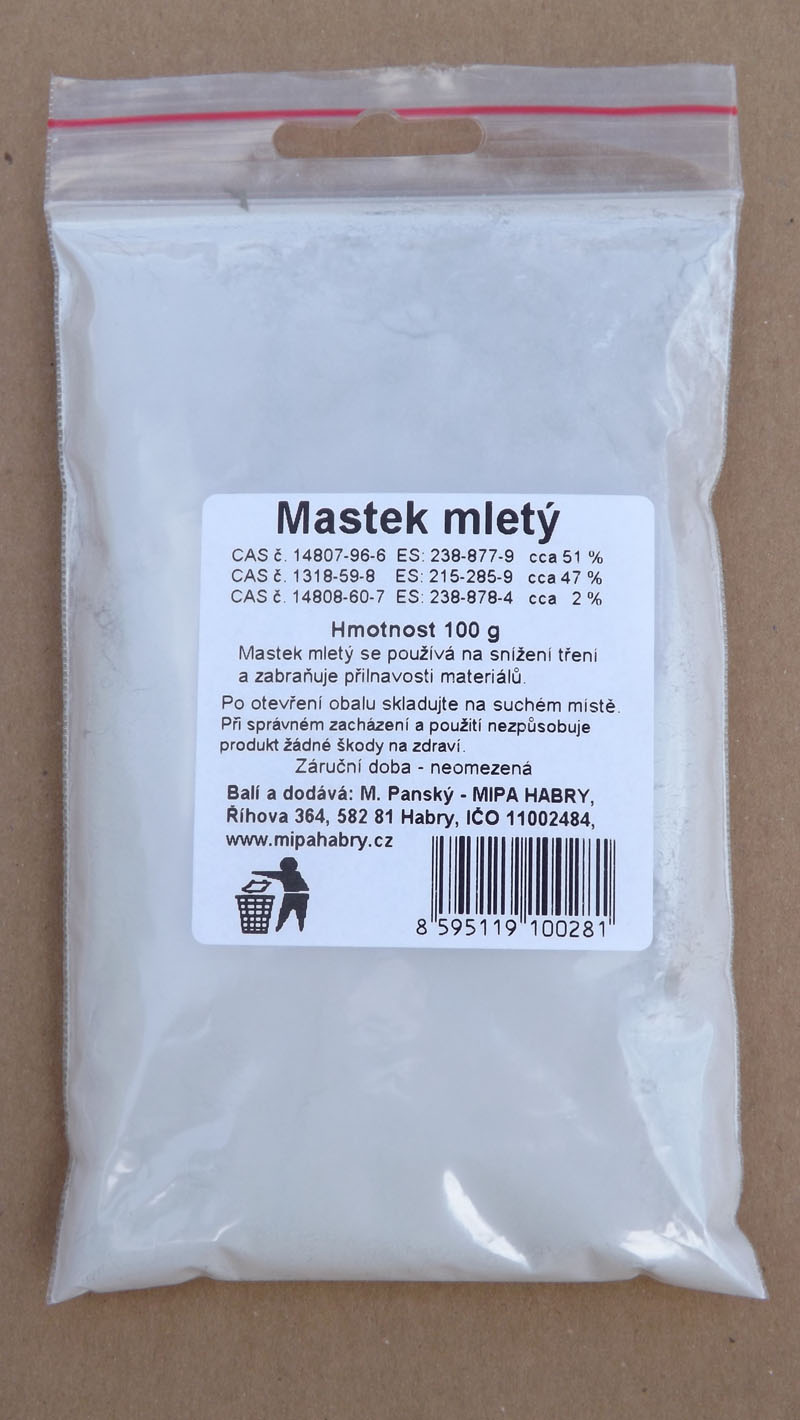 Mastek mletý
CAS č. 14807-96-6 ES: 238-877-9 cca 51 %
CAS č. 1318-59-8 ES: 215-285-9 cca 47 %
CAS č. 14808-60-7 ES: 238-878-4 cca 2 %
Hmotnost 100 g
Mastek mletý se používá na snížení tření
a zabraňuje přilnavosti materiálů.
Po otevření obalu skladujte na suchém místě.
Při správném zacházení a použití nezpůsobuje
produkt žádné škody na zdraví.
Záruční doba - neomezená
Balí a dodává: M. Panský - MIPA HABRY,
Říhova 364, 582 81 Habry, IČO 11002484,
www.mipahabry.cz
8 595119 100281